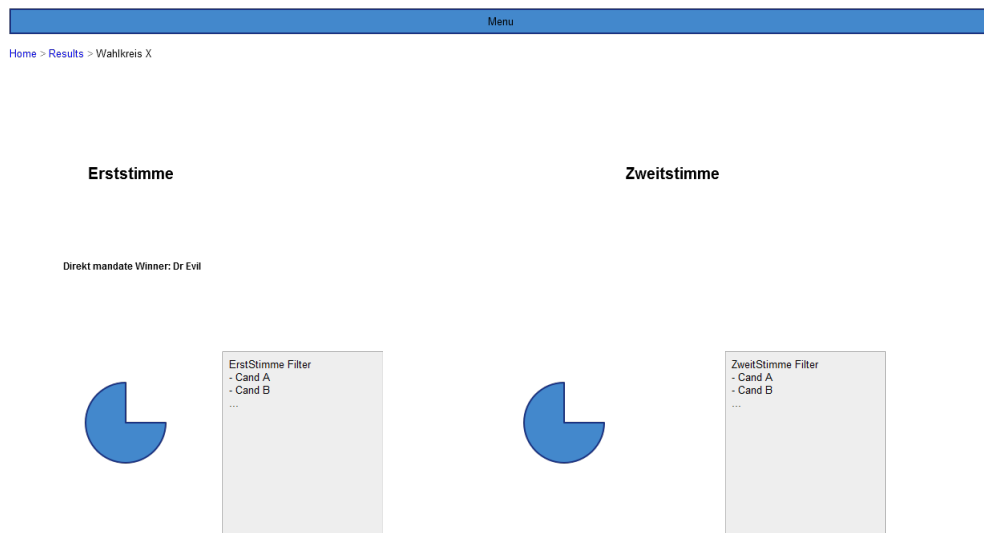 Menu
Home > Results > Wahlkreis X
Erststimme
Zweitstimme
Direkt mandate Winner: Dr Evil
ErstStimme Filter
- Cand A
- Cand B
...
ZweitStimme Filter
- Cand A
- Cand B
...